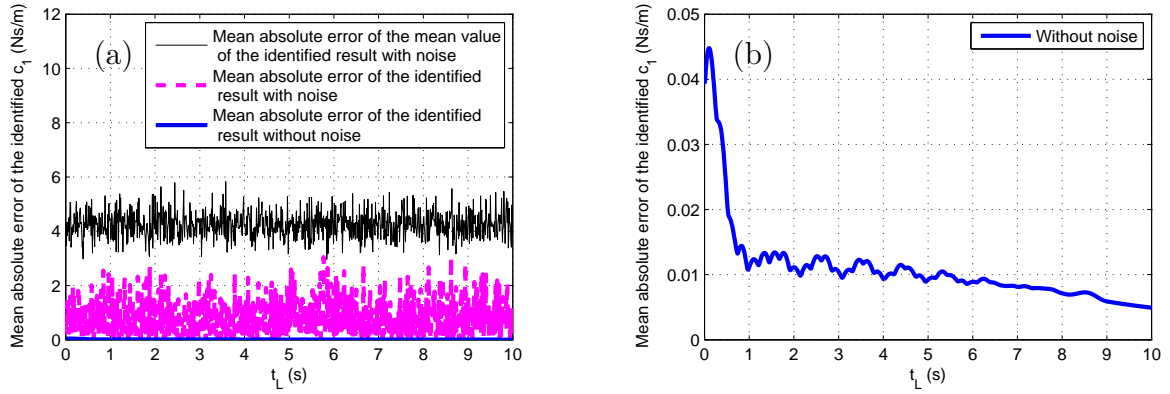 (a)
Mean absolute error of the mean value
of the identified result with noise
Mean absolute error of the identified
result with noise
Mean absolute error of the identified
result without noise
Mean absolute error of the identified c_1 (Ns/m)
12
10
8
6
4
2
0
0 1 2 3 4 5 6 7 8 9 10
t_L (s)
(b)
Without noise
Mean absolute error of the identified c_1 (Ns/m)
0.05
0.04
0.03
0.02
0.01
0
0 1 2 3 4 5 6 7 8 9 10
t_L (s)